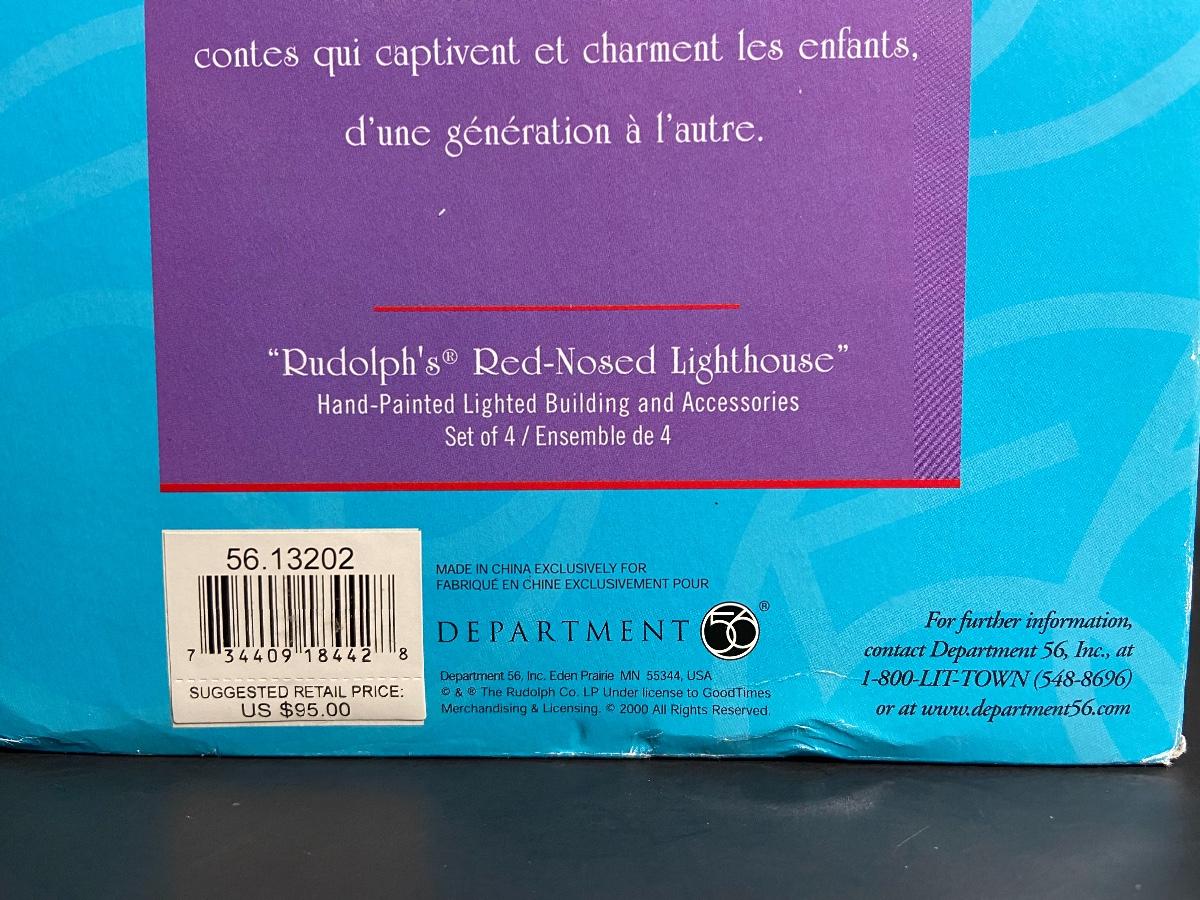 contes qui captivent et charment les enfants,
d'une génération à l'autre.
“Rudolph's® Red-Nosed Lighthouse”
Hand-Painted Lighted Building and Accessories
Set of 4 / Ensemble de 4
56.13202
7 34409 18442 8
SUGGESTED RETAIL PRICE:
US $95.00
MADE IN CHINA EXCLUSIVELY FOR
FABRIQUÉ EN CHINE EXCLUSIVEMENT POUR
DEPARTMENT 56®
Department 56, Inc. Eden Prairie MN 55344, USA
© & ® The Rudolph Co. LP Under license to GoodTimes
Merchandising & Licensing. © 2000 All Rights Reserved.
For further information,
contact Department 56, Inc., at
1-800-LIT-TOWN (548-8696)
or at www.department56.com